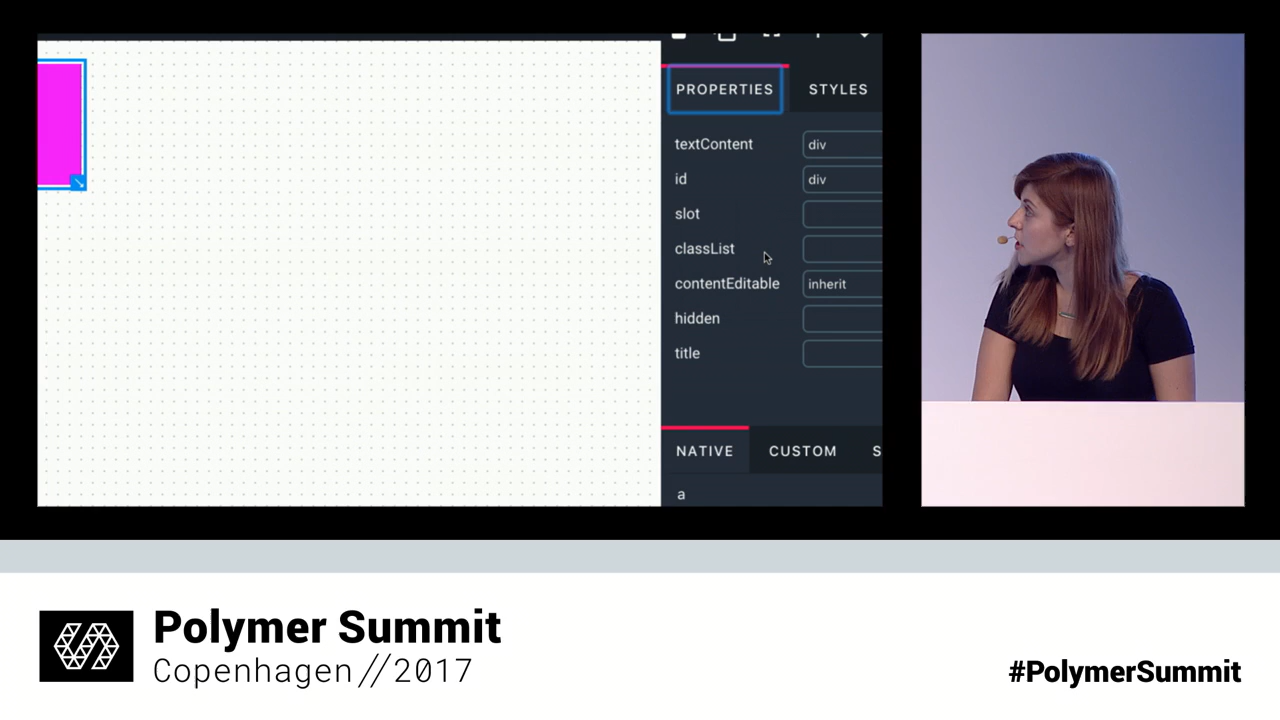 PROPERTIES
STYLES
textContent
div
id
div
slot
classList
contentEditable
inherit
hidden
title
NATIVE
CUSTOM
S
a
Polymer Summit
Copenhagen//2017
#PolymerSummit